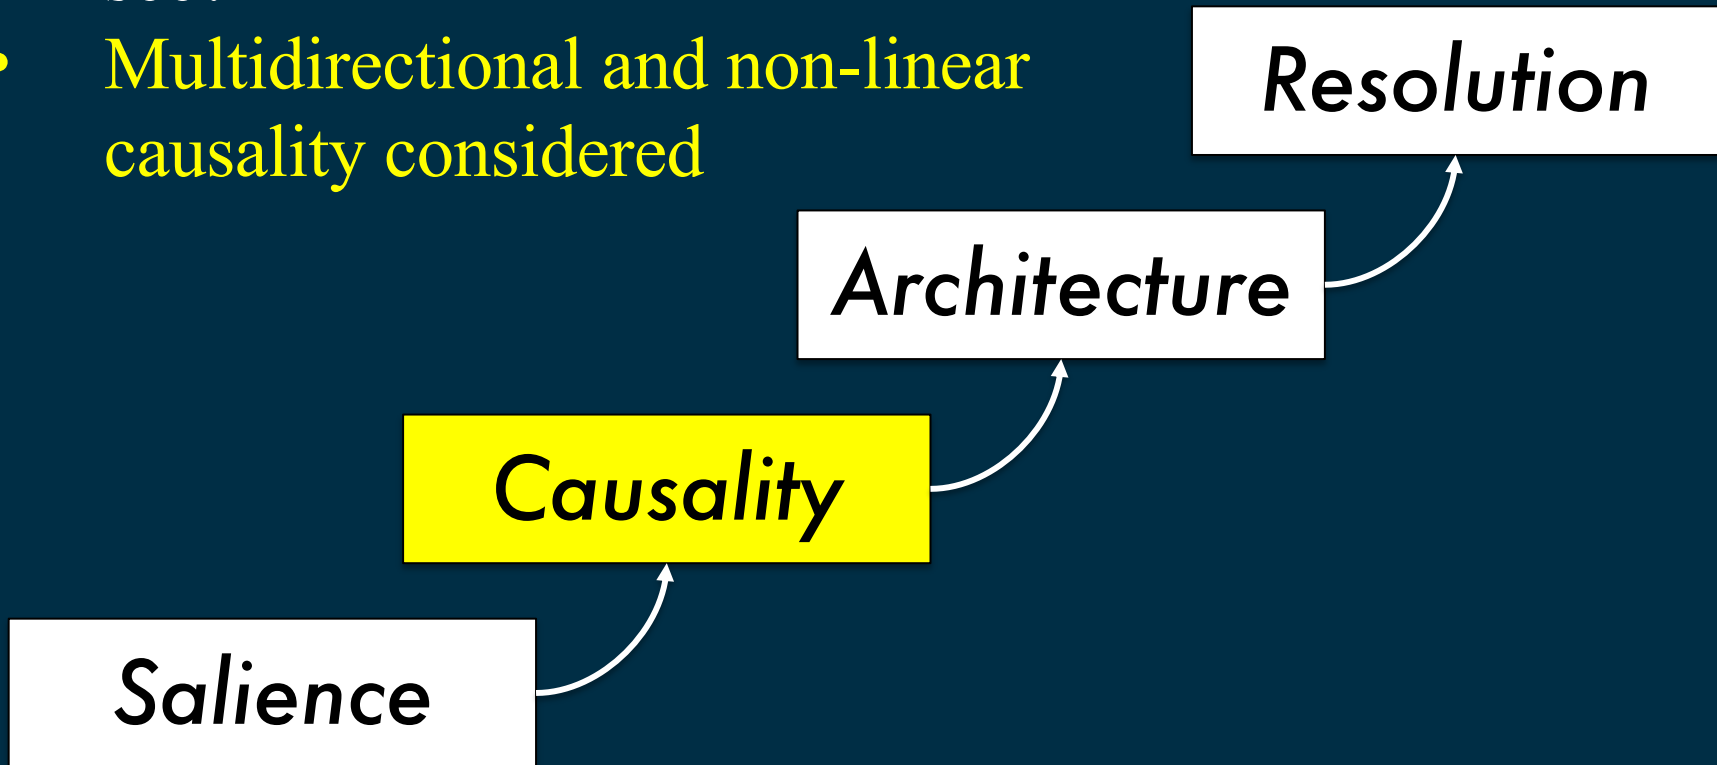 • Multidirectional and non-linear
causality considered
Resolution
Architecture
Causality
Salience